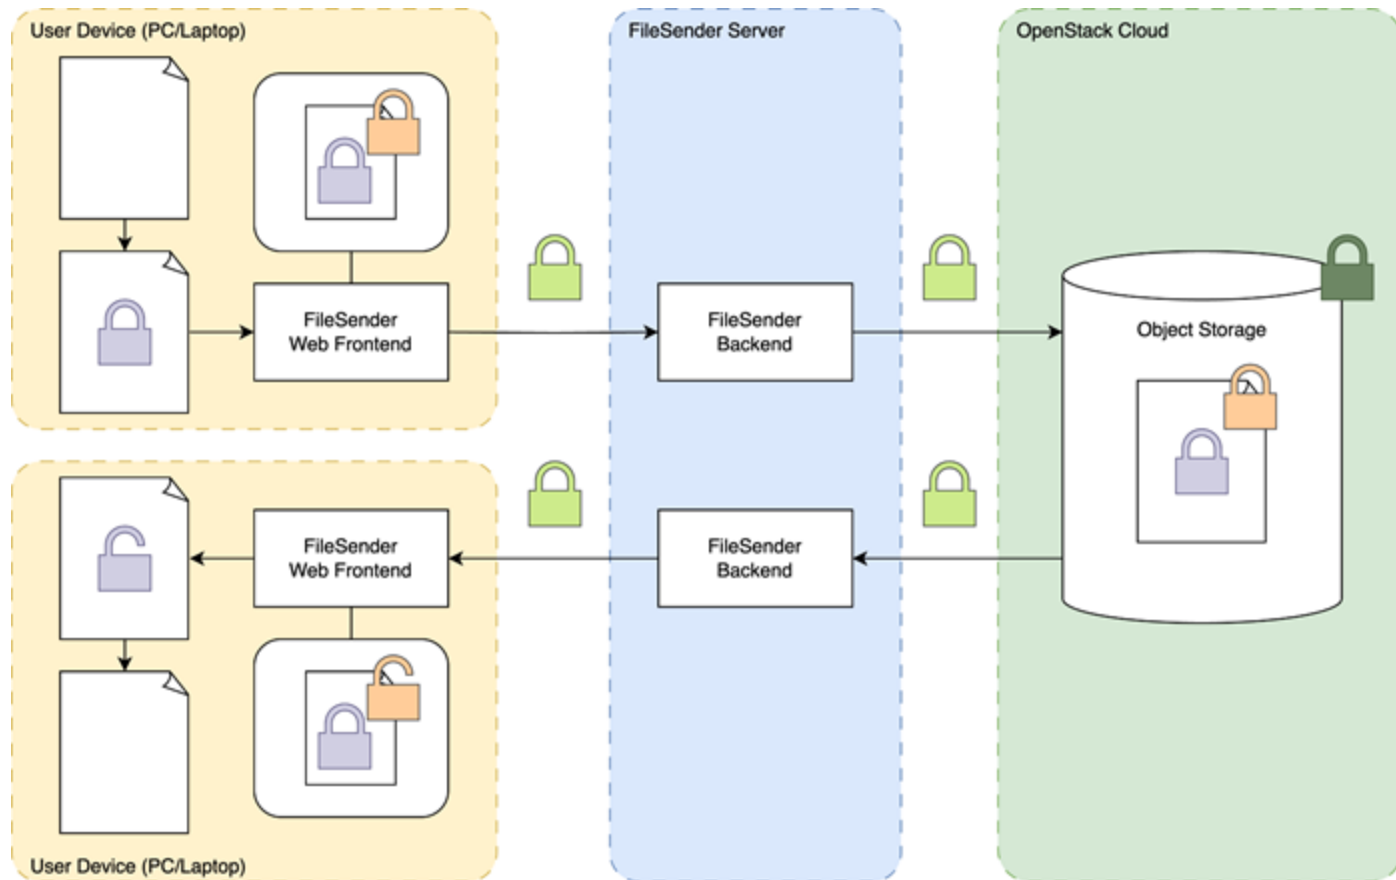 User Device (PC/Laptop)
FileSender Server
OpenStack Cloud
FileSender
Web Frontend
FileSender
Backend
Object Storage
FileSender
Web Frontend
FileSender
Backend
User Device (PC/Laptop)